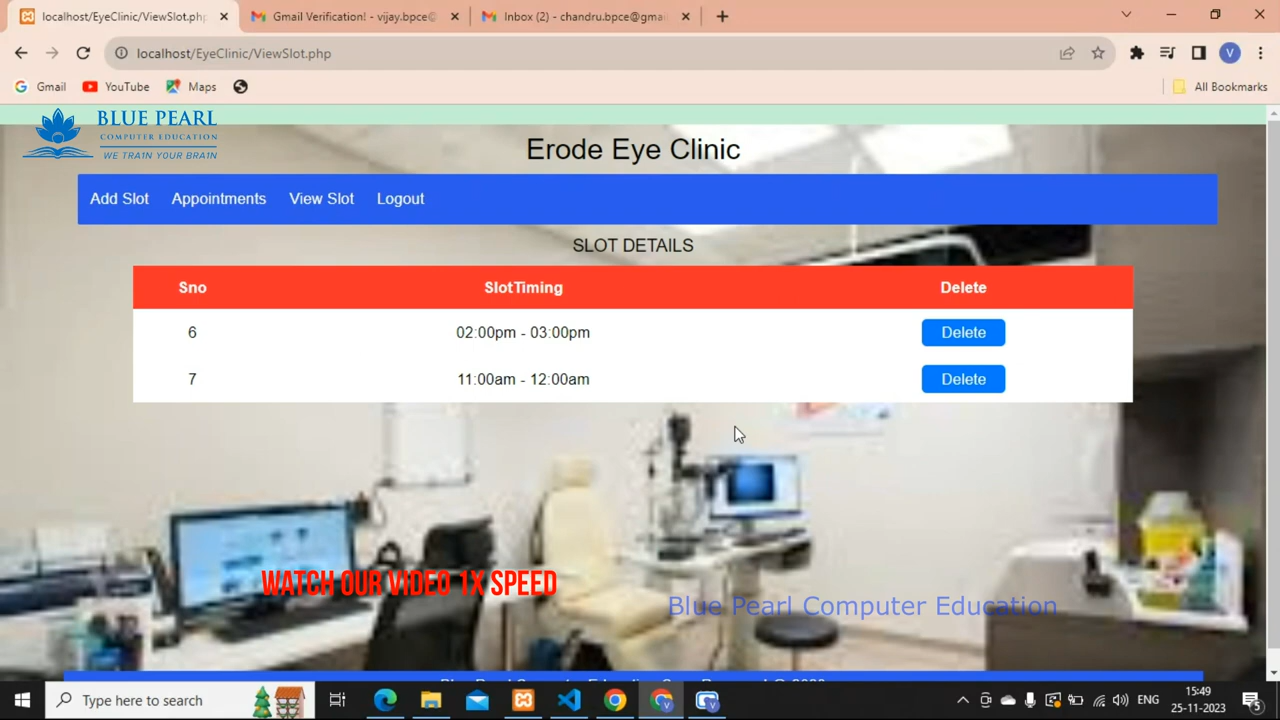 localhost/EyeClinic/ViewSlot.php
Gmail Verification! - vijay.bpce@
Inbox (2) - chandru.bpce@gmai
localhost/EyeClinic/ViewSlot.php
V
Gmail
YouTube
Maps
All Bookmarks
BLUE PEARL
COMPUTER EDUCATION
WE TRAIN YOUR BRAIN
Erode Eye Clinic
Add Slot Appointments View Slot Logout
SLOT DETAILS
Sno SlotTiming Delete
6 02:00pm - 03:00pm Delete
7 11:00am - 12:00am Delete
WATCH OUR VIDEO 1X SPEED
Blue Pearl Computer Education
Type here to search
ENG
15:49
25-11-2023
5